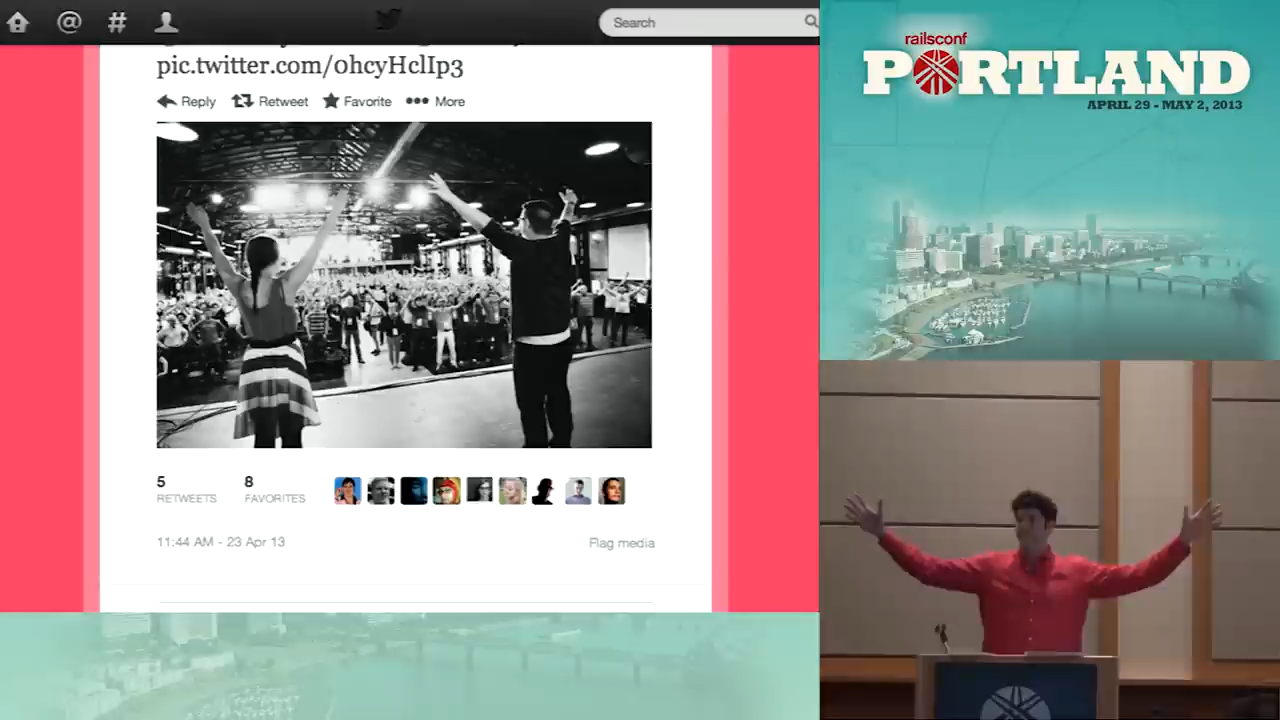 @
#
Search
pic.twitter.com/0hcyHclIp3
Reply Retweet Favorite More
5
RETWEETS
8
FAVORITES
11:44 AM - 23 Apr 13
Flag media
railsconf
PORTLAND
APRIL 29 - MAY 2, 2013